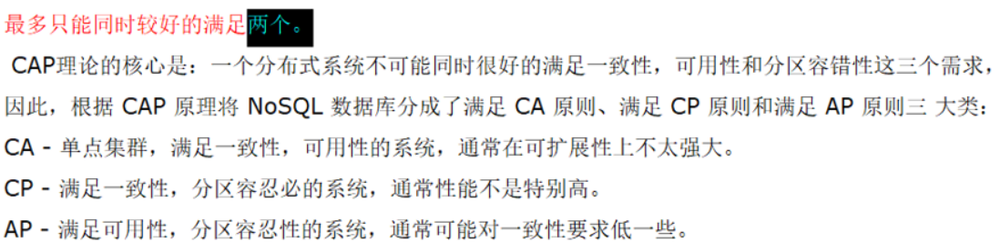 最多只能同时较好的满足两个。
CAP理论的核心是：一个分布式系统不可能同时很好的满足一致性，可用性和分区容错性这三个需求，
因此，根据 CAP 原理将 NoSQL 数据库分成了满足 CA 原则、满足 CP 原则和满足 AP 原则三 大类：
CA - 单点集群，满足一致性，可用性的系统，通常在可扩展性上不太强大。
CP - 满足一致性，分区容忍必的系统，通常性能不是特别高。
AP - 满足可用性，分区容忍性的系统，通常可能对一致性要求低一些。